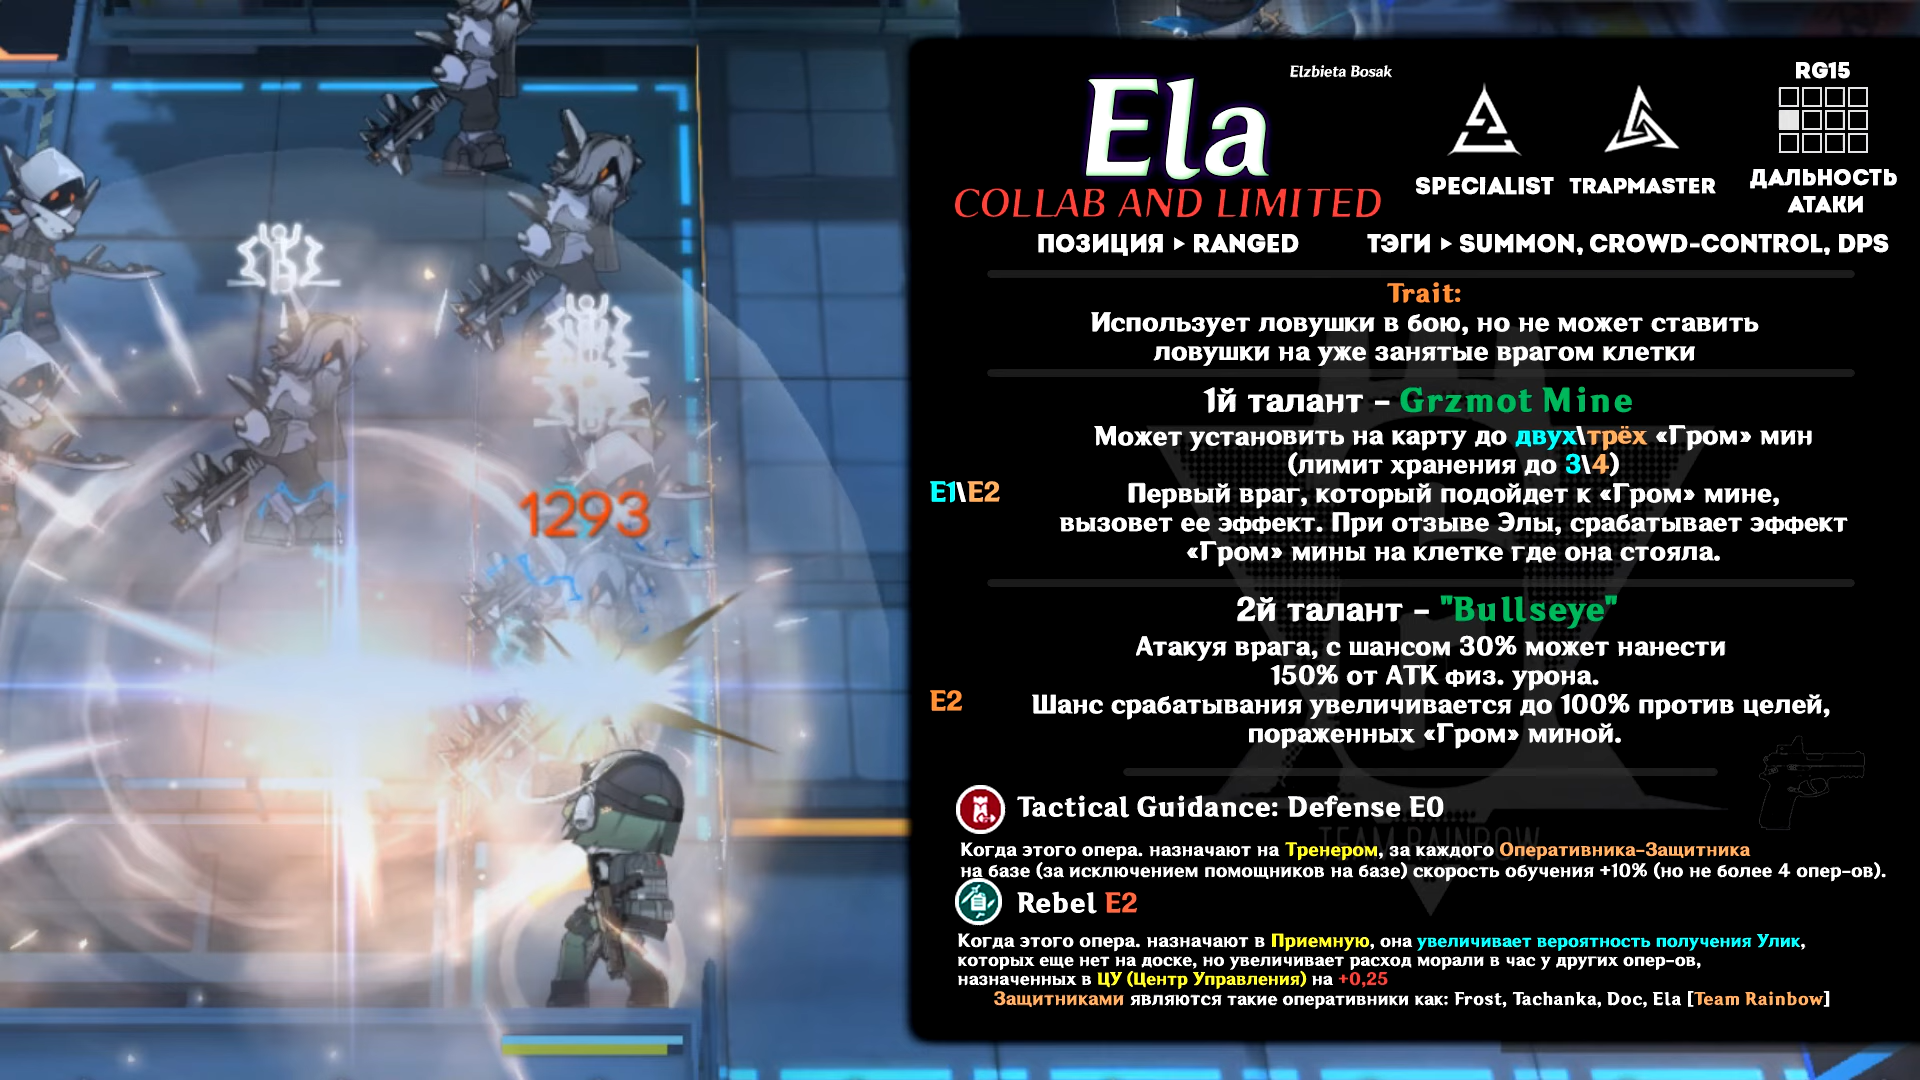 Elzbieta Bosak
Ela
COLLAB AND LIMITED
SPECIALIST
TRAPMASTER
RG15
ДАЛЬНОСТЬ
АТАКИ
ПОЗИЦИЯ ▸ RANGED
ТЭГИ ▸ SUMMON, CROWD-CONTROL, DPS
Trait:
Использует ловушки в бою, но не может ставить
ловушки на уже занятые врагом клетки
1й талант – Grzmot Mine
Может установить на карту до двух\трёх «Гром» мин
(лимит хранения до 3\4)
E1\E2
Первый враг, который подойдет к «Гром» мине,
вызовет ее эффект. При отзыве Элы, срабатывает эффект
«Гром» мины на клетке где она стояла.
2й талант – "Bullseye"
Атакуя врага, с шансом 30% может нанести
150% от АТК физ. урона.
E2
Шанс срабатывания увеличивается до 100% против целей,
пораженных «Гром» миной.
1293
Tactical Guidance: Defense E0
TEAM RAINBOW
Когда этого опера. назначают на Тренером, за каждого Оперативника-Защитника
на базе (за исключением помощников на базе) скорость обучения +10% (но не более 4 опер-ов).
Rebel E2
Когда этого опера. назначают в Приемную, она увеличивает вероятность получения Улик,
которых еще нет на доске, но увеличивает расход морали в час у других опер-ов,
назначенных в ЦУ (Центр Управления) на +0,25
Защитниками являются такие оперативники как: Frost, Tachanka, Doc, Ela [Team Rainbow]